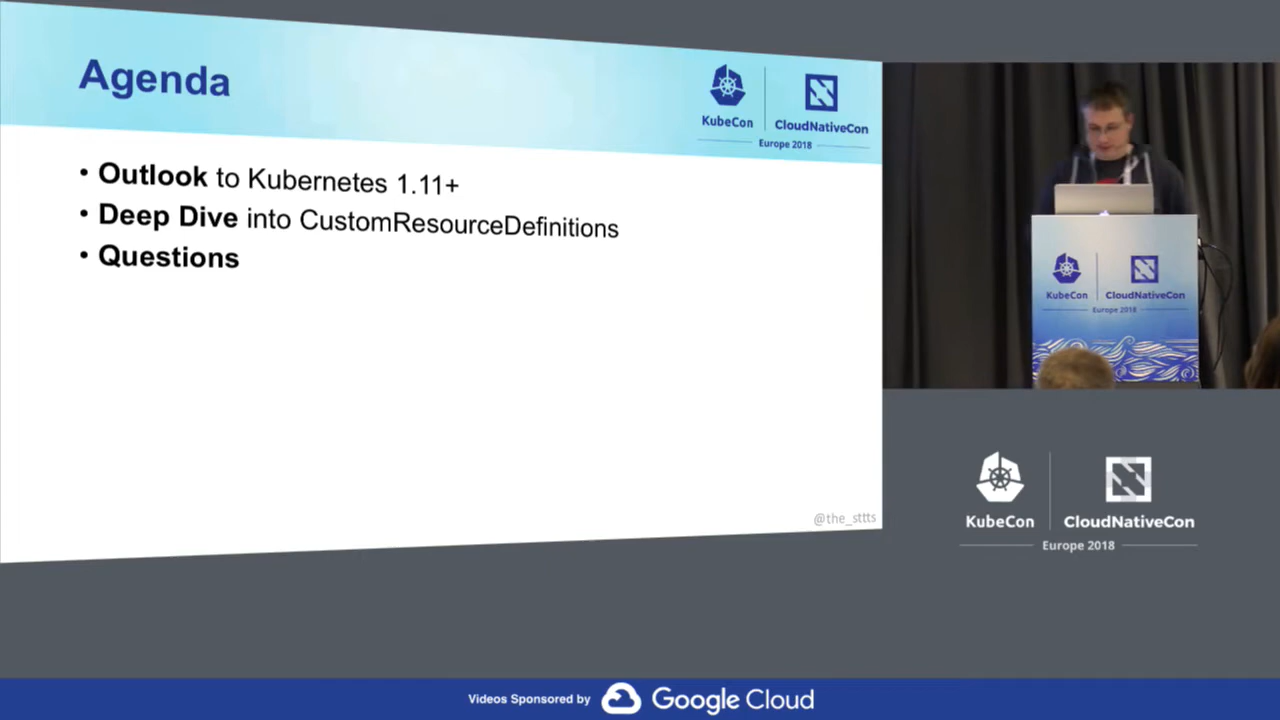 Agenda
KubeCon
CloudNativeCon
Europe 2018
• Outlook to Kubernetes 1.11+
• Deep Dive into CustomResourceDefinitions
• Questions
@the_sttts
KubeCon
CloudNativeCon
Europe 2018
KubeCon
CloudNativeCon
Europe 2018
Videos Sponsored by
Google Cloud